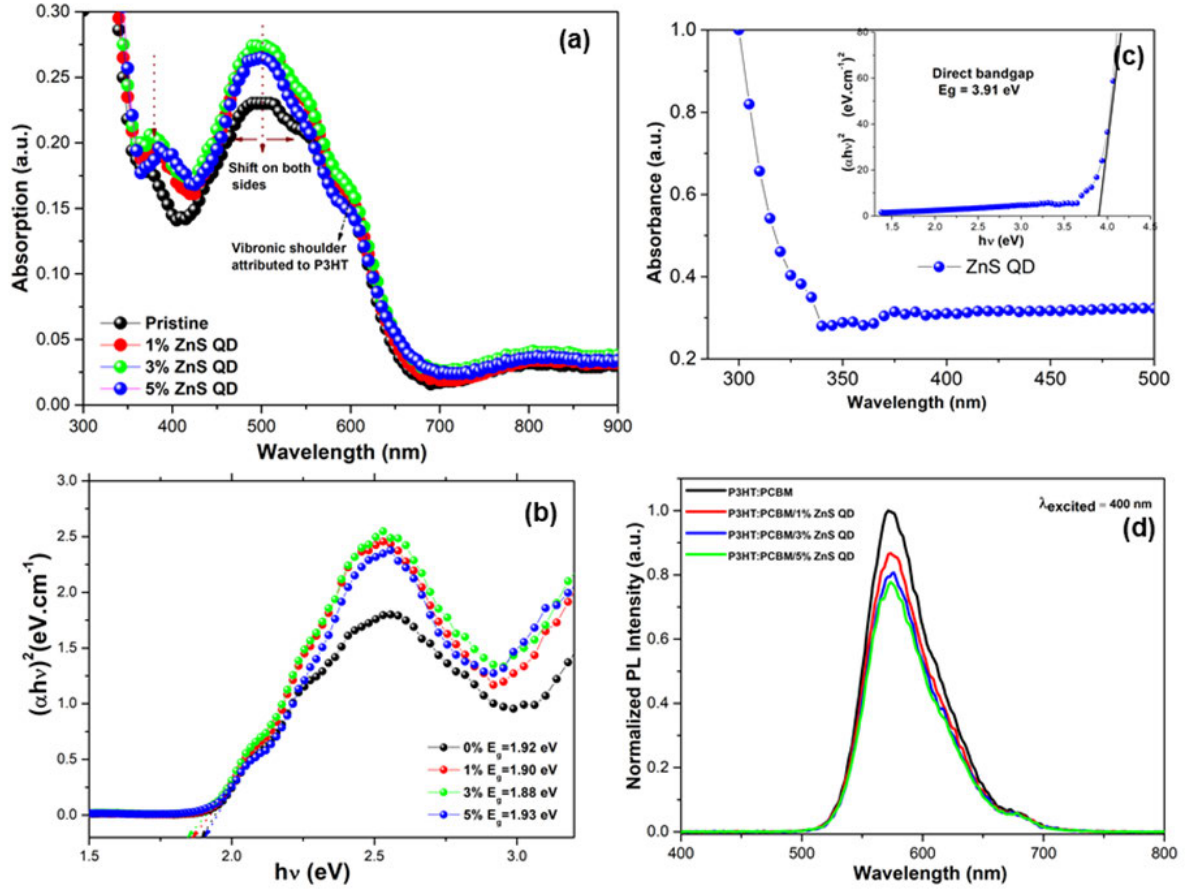 (a)
0.30
0.25
0.20
0.15
0.10
0.05
0.00
Absorption (a.u.)
Shift on both
sides
Vibronic shoulder
attributed to P3HT
Pristine
1% ZnS QD
3% ZnS QD
5% ZnS QD
300 400 500 600 700 800 900
Wavelength (nm)
(c)
1.0
0.8
0.6
0.4
0.2
Absorbance (a.u.)
80
60
40
20
0
(αhν)² (eV.cm⁻¹)²
Direct bandgap
Eg = 3.91 eV
1.5 2.0 2.5 3.0 3.5 4.0 4.5
hν (eV)
ZnS QD
300 350 400 450 500
Wavelength (nm)
(b)
3.0
2.5
2.0
1.5
1.0
0.5
0.0
(αhν)²(eV.cm⁻¹)
0% Eg=1.92 eV
1% Eg=1.90 eV
3% Eg=1.88 eV
5% Eg=1.93 eV
1.5 2.0 2.5 3.0
hν (eV)
(d)
P3HT:PCBM
P3HT:PCBM/1% ZnS QD
P3HT:PCBM/3% ZnS QD
P3HT:PCBM/5% ZnS QD
λexcited = 400 nm
1.0
0.8
0.6
0.4
0.2
0.0
Normalized PL Intensity (a.u.)
400 500 600 700 800
Wavelength (nm)